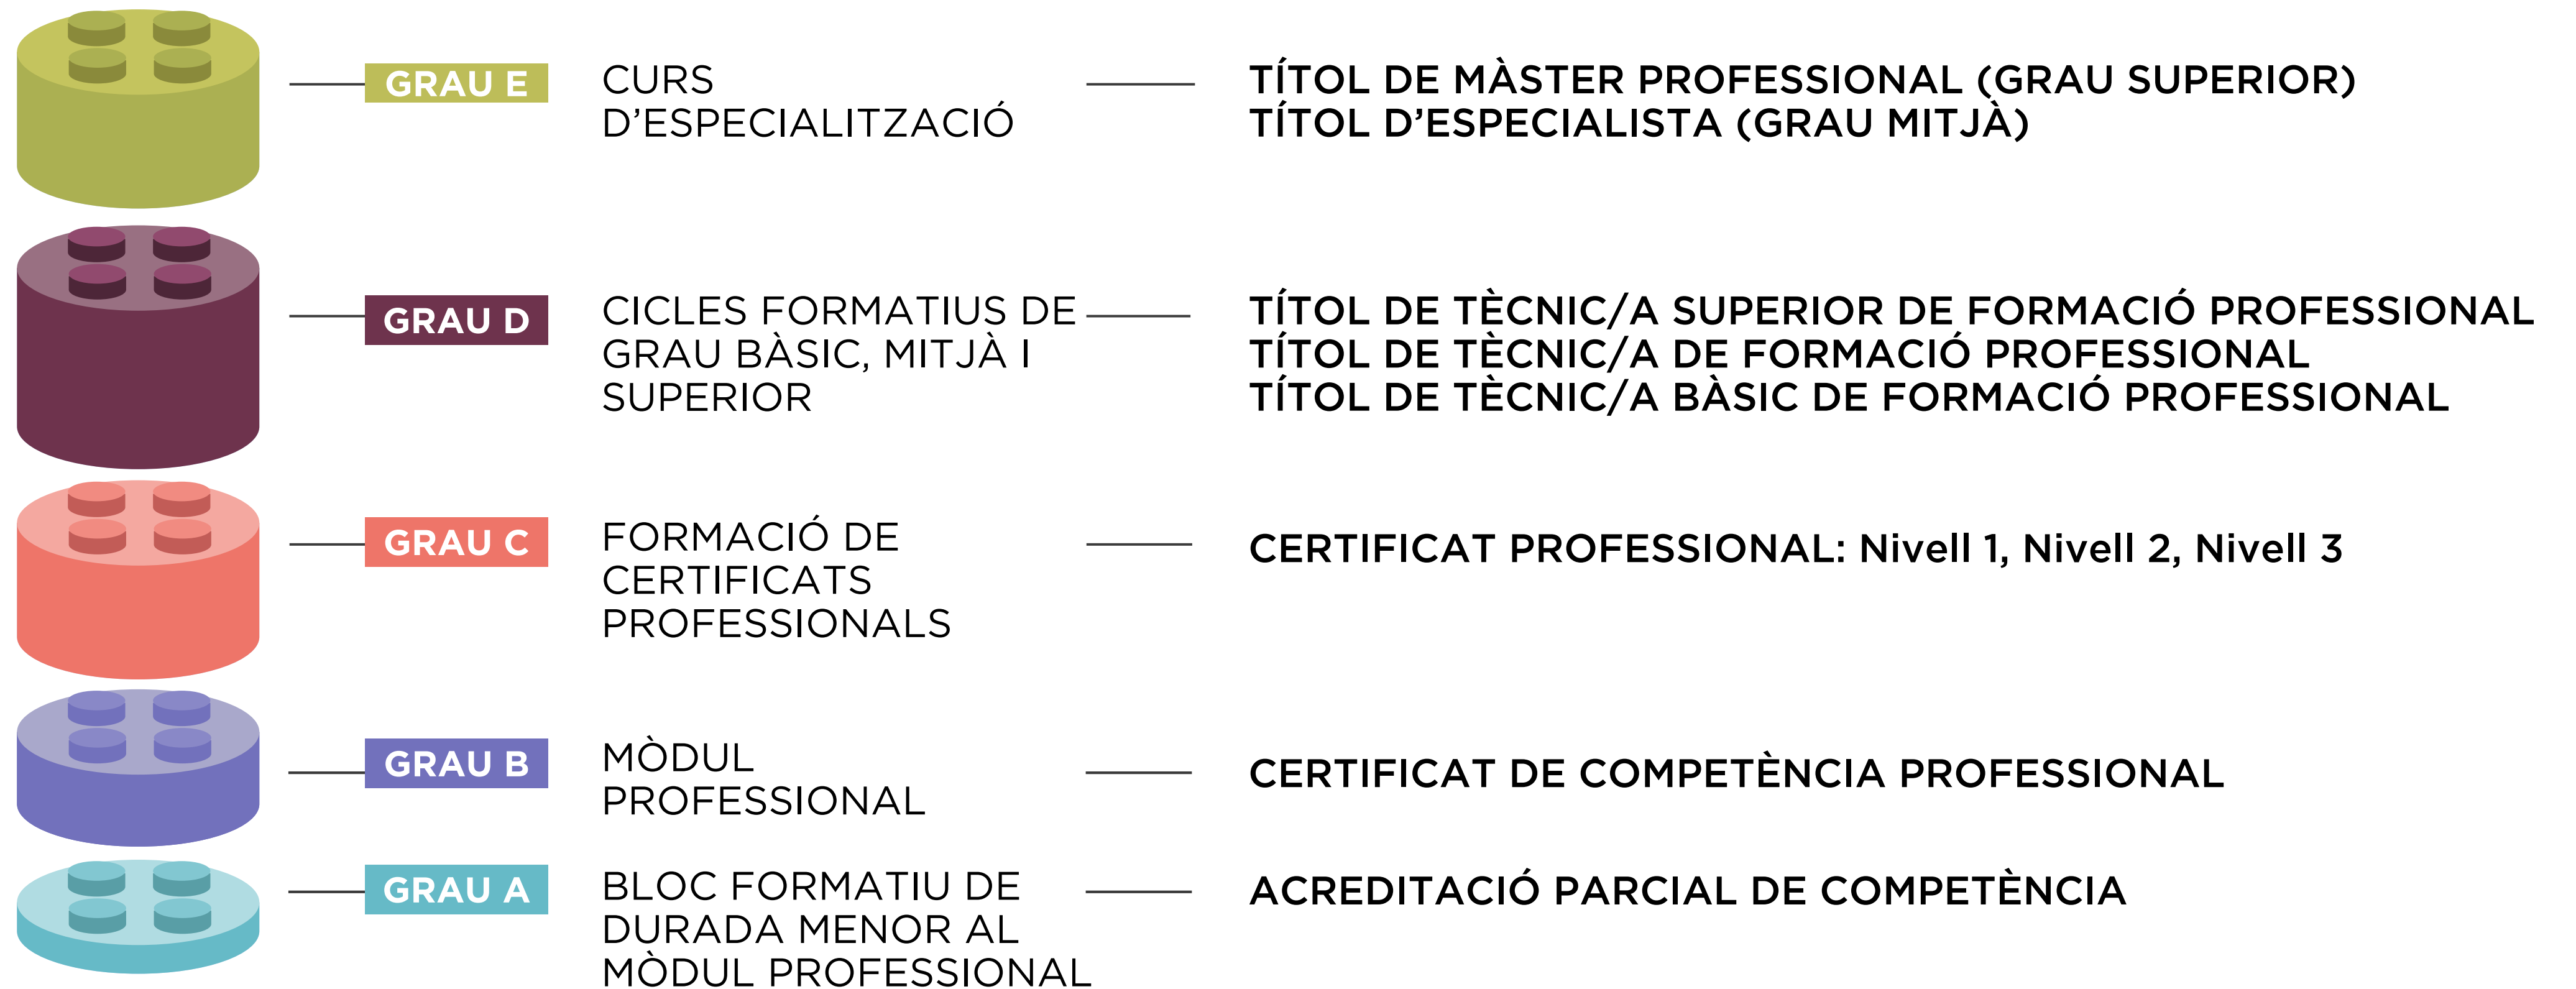 GRAU E
CURS
D’ESPECIALITZACIÓ
TÍTOL DE MÀSTER PROFESSIONAL (GRAU SUPERIOR)
TÍTOL D’ESPECIALISTA (GRAU MITJÀ)
GRAU D
CICLES FORMATIUS DE
GRAU BÀSIC, MITJÀ I
SUPERIOR
TÍTOL DE TÈCNIC/A SUPERIOR DE FORMACIÓ PROFESSIONAL
TÍTOL DE TÈCNIC/A DE FORMACIÓ PROFESSIONAL
TÍTOL DE TÈCNIC/A BÀSIC DE FORMACIÓ PROFESSIONAL
GRAU C
FORMACIÓ DE
CERTIFICATS
PROFESSIONALS
CERTIFICAT PROFESSIONAL: Nivell 1, Nivell 2, Nivell 3
GRAU B
MÒDUL
PROFESSIONAL
CERTIFICAT DE COMPETÈNCIA PROFESSIONAL
GRAU A
BLOC FORMATIU DE
DURADA MENOR AL
MÒDUL PROFESSIONAL
ACREDITACIÓ PARCIAL DE COMPETÈNCIA